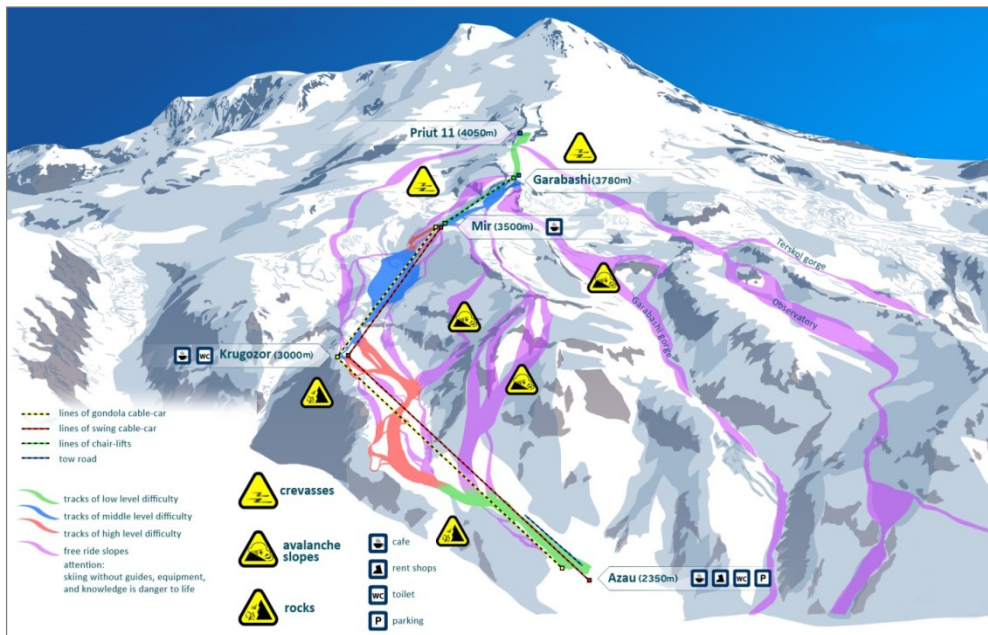 Priut 11 (4050m)
Garabashi (3780m)
Mir (3500m)
Terskol gorge
Observatory
Garabashi gorge
WC
Krugozor (3000m)
lines of gondola cable-car
lines of swing cable-car
lines of chair-lifts
tow road
tracks of low level difficulty
tracks of middle level difficulty
tracks of high level difficulty
free ride slopes
attention:
skiing without guides, equipment,
and knowledge is danger to life
crevasses
avalanche
slopes
rocks
cafe
rent shops
WC toilet
P parking
Azau (2350m) WC P